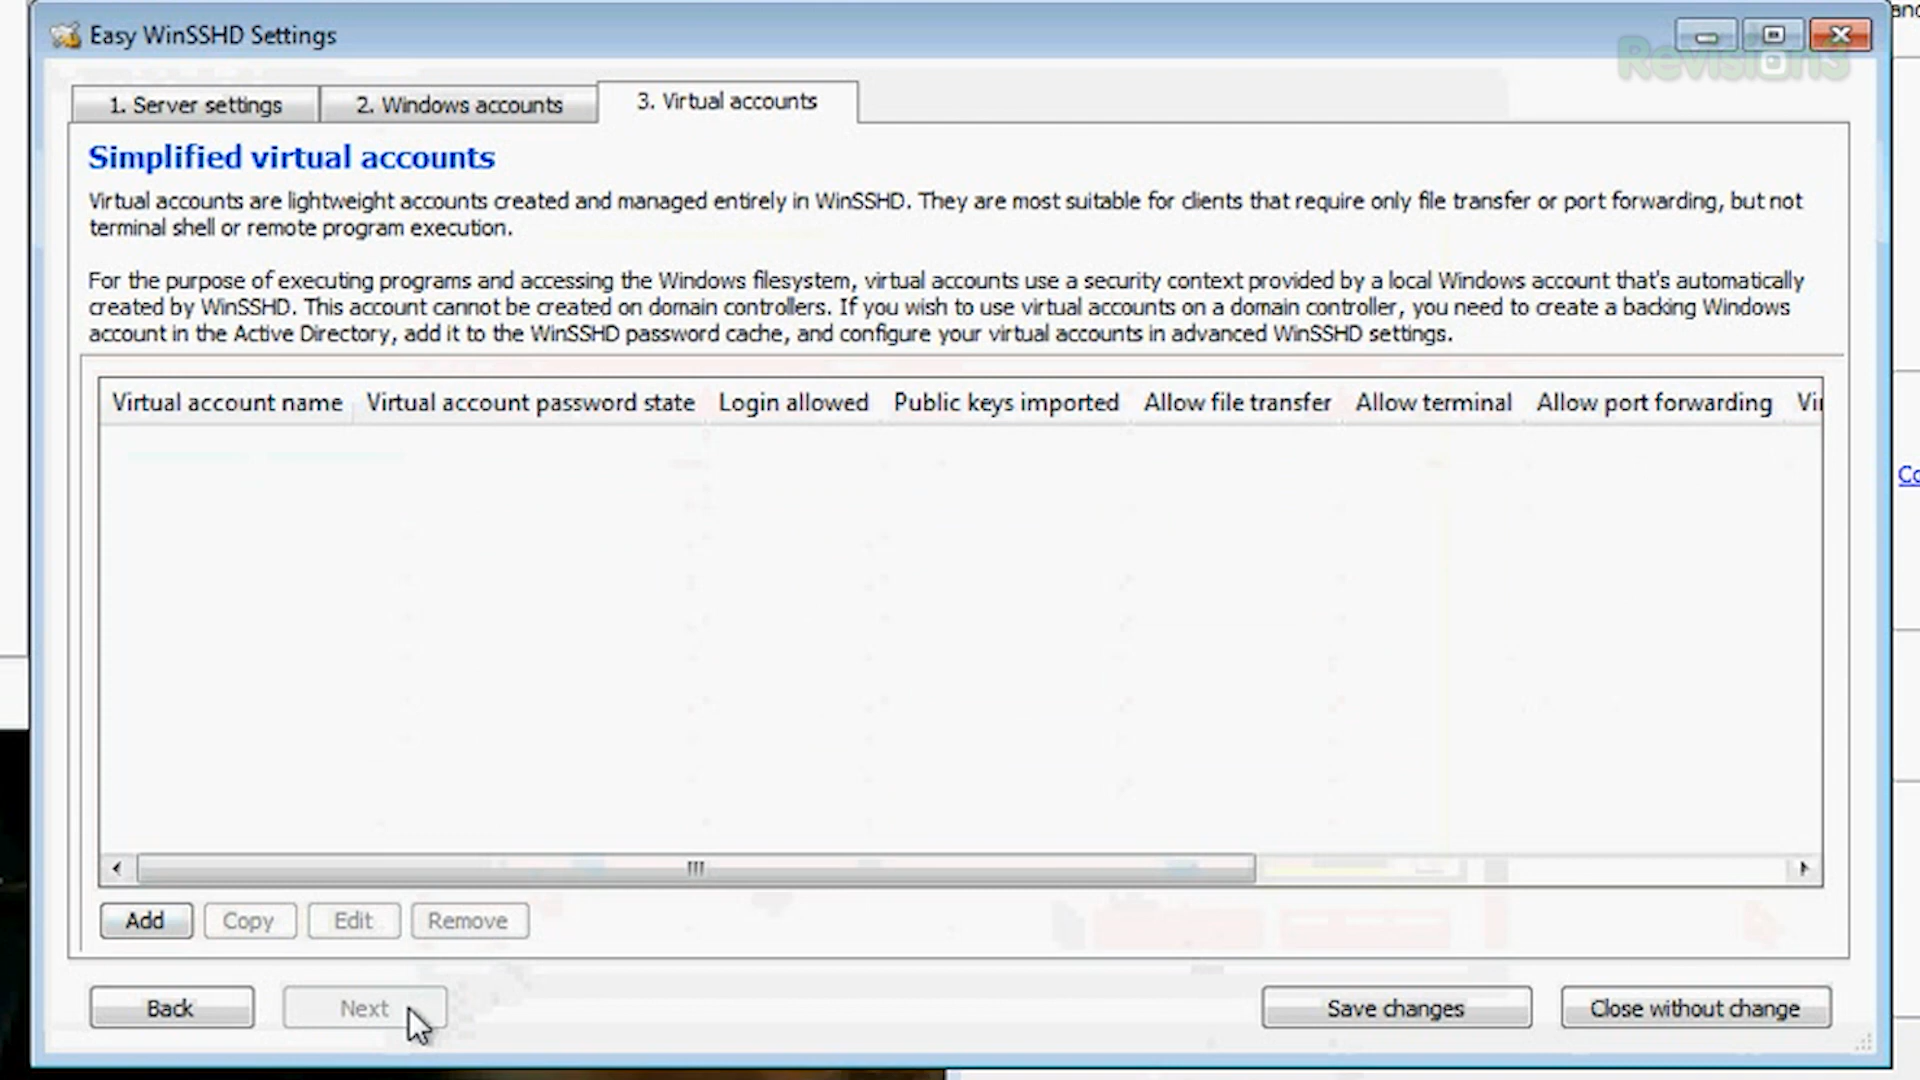 Easy WinSSHD Settings
Revision3
1. Server settings
2. Windows accounts
3. Virtual accounts
Simplified virtual accounts
Virtual accounts are lightweight accounts created and managed entirely in WinSSHD. They are most suitable for clients that require only file transfer or port forwarding, but not
terminal shell or remote program execution.
For the purpose of executing programs and accessing the Windows filesystem, virtual accounts use a security context provided by a local Windows account that's automatically
created by WinSSHD. This account cannot be created on domain controllers. If you wish to use virtual accounts on a domain controller, you need to create a backing Windows
account in the Active Directory, add it to the WinSSHD password cache, and configure your virtual accounts in advanced WinSSHD settings.
Virtual account name Virtual account password state Login allowed Public keys imported Allow file transfer Allow terminal Allow port forwarding
Add Copy Edit Remove
Back Next Save changes Close without change